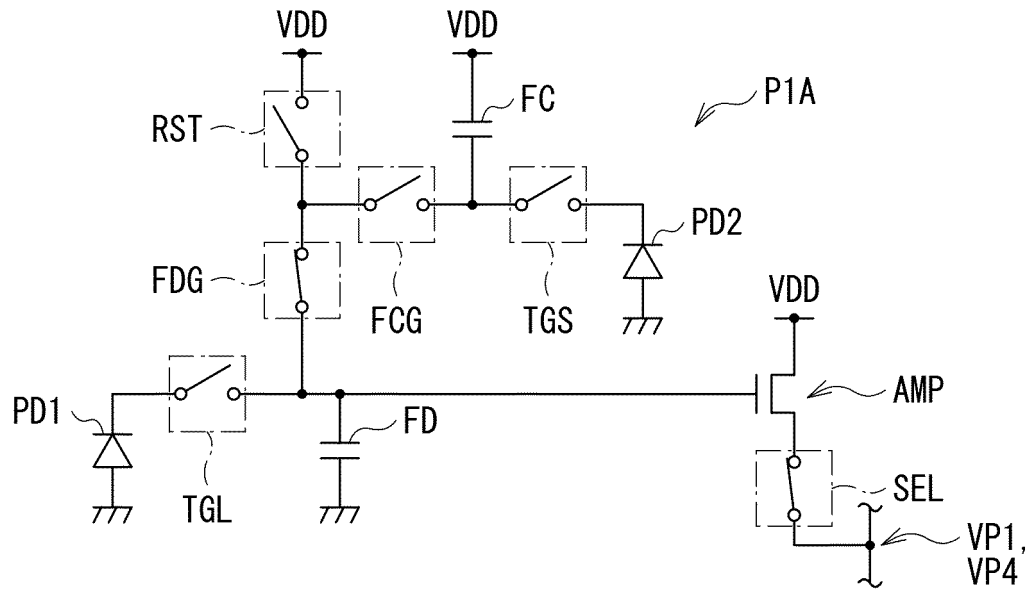 VDD
VDD
FC
P1A
RST
PD2
FDG
FCG
TGS
VDD
PD1
TGL
FD
AMP
SEL
VP1,
VP4